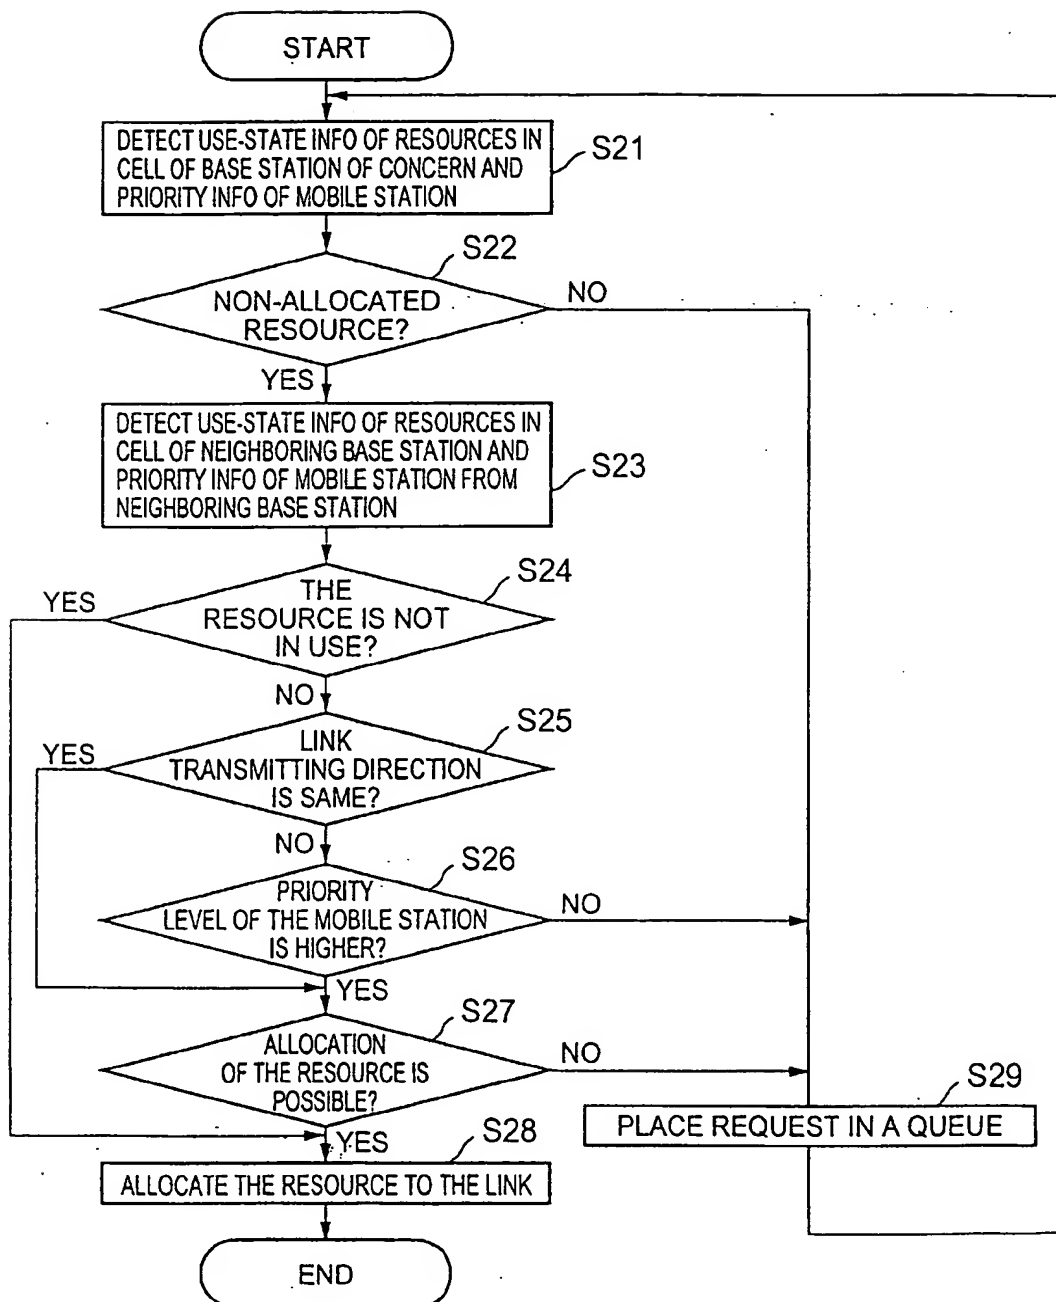 START
DETECT USE-STATE INFO OF RESOURCES IN
CELL OF BASE STATION OF CONCERN AND
PRIORITY INFO OF MOBILE STATION
S21
S22
NON-ALLOCATED
RESOURCE?
NO
YES
DETECT USE-STATE INFO OF RESOURCES IN
CELL OF NEIGHBORING BASE STATION AND
PRIORITY INFO OF MOBILE STATION FROM
NEIGHBORING BASE STATION
S23
S24
YES
THE
RESOURCE IS NOT
IN USE?
NO
S25
YES
LINK
TRANSMITTING DIRECTION
IS SAME?
NO
S26
PRIORITY
LEVEL OF THE MOBILE STATION
IS HIGHER?
NO
YES
S27
ALLOCATION
OF THE RESOURCE IS
POSSIBLE?
NO
S29
PLACE REQUEST IN A QUEUE
YES
S28
ALLOCATE THE RESOURCE TO THE LINK
END